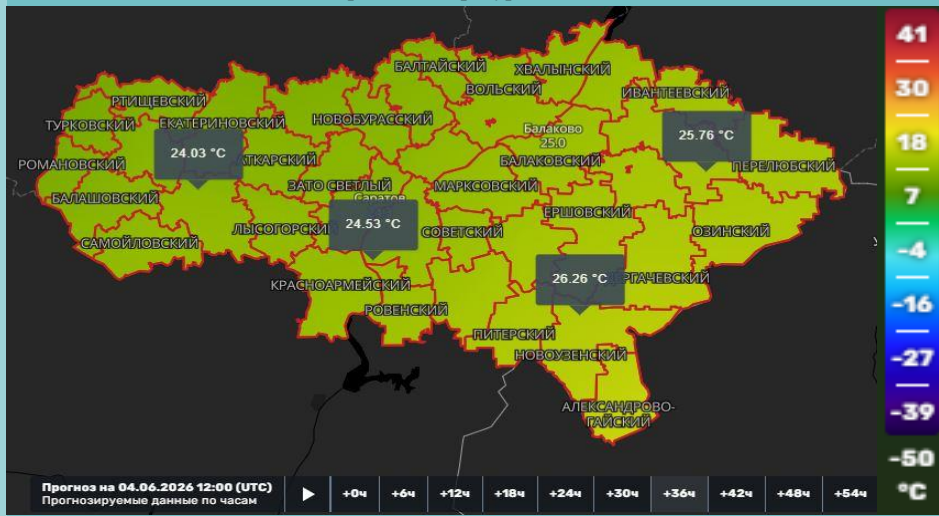 41
30
18
7
-4
-16
-27
-39
-50
°C
БАЛТАЙСКИЙ
ХВАЛЫНСКИЙ
ВОЛЬСКИЙ
ИВАНТЕЕВСКИЙ
РТИЩЕВСКИЙ
ТУРКОВСКИЙ
ЕКАТЕРИНОВСКИЙ
НОВОБУРАССКИЙ
Балаково
25.0
25.76 °C
24.03 °C
РОМАНОВСКИЙ
АТКАРСКИЙ
БАЛАКОВСКИЙ
ПЕРЕЛЮБСКИЙ
ЗАТО СВЕТЛЫЙ
МАРКСОВСКИЙ
Саратов
БАЛАШОВСКИЙ
24.53 °C
ЕРШОВСКИЙ
ЛЫСОГОРСКИЙ
СОВЕТСКИЙ
ОЗИНСКИЙ
САМОЙЛОВСКИЙ
26.26 °C
ЕРГАЧЕВСКИЙ
КРАСНОАРМЕЙСКИЙ
РОВЕНСКИЙ
ПИТЕРСКИЙ
НОВОУЗЕНСКИЙ
АЛЕКСАНДРОВО-
ГАЙСКИЙ
Прогноз на 04.06.2026 12:00 (UTC)
Прогнозируемые данные по часам
+0ч +6ч +12ч +18ч +24ч +30ч +36ч +42ч +48ч +54ч